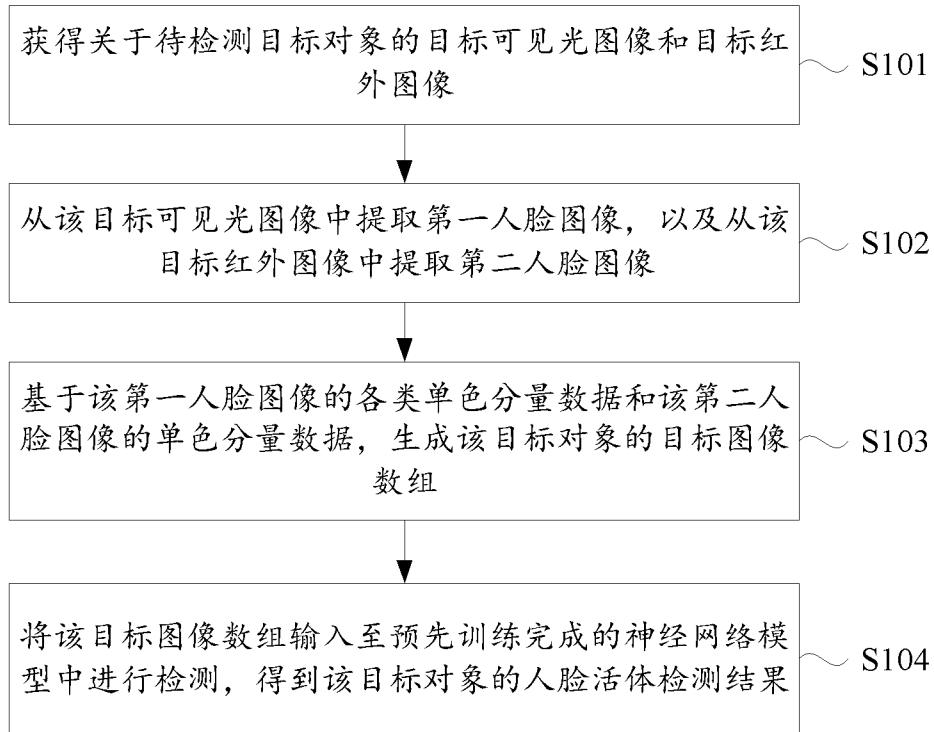 获得关于待检测目标对象的目标可见光图像和目标红
外图像
S101
从该目标可见光图像中提取第一人脸图像，以及从该
目标红外图像中提取第二人脸图像
S102
基于该第一人脸图像的各类单色分量数据和该第二人
脸图像的单色分量数据，生成该目标对象的目标图像
数组
S103
将该目标图像数组输入至预先训练完成的神经网络模
型中进行检测，得到该目标对象的人脸活体检测结果
S104